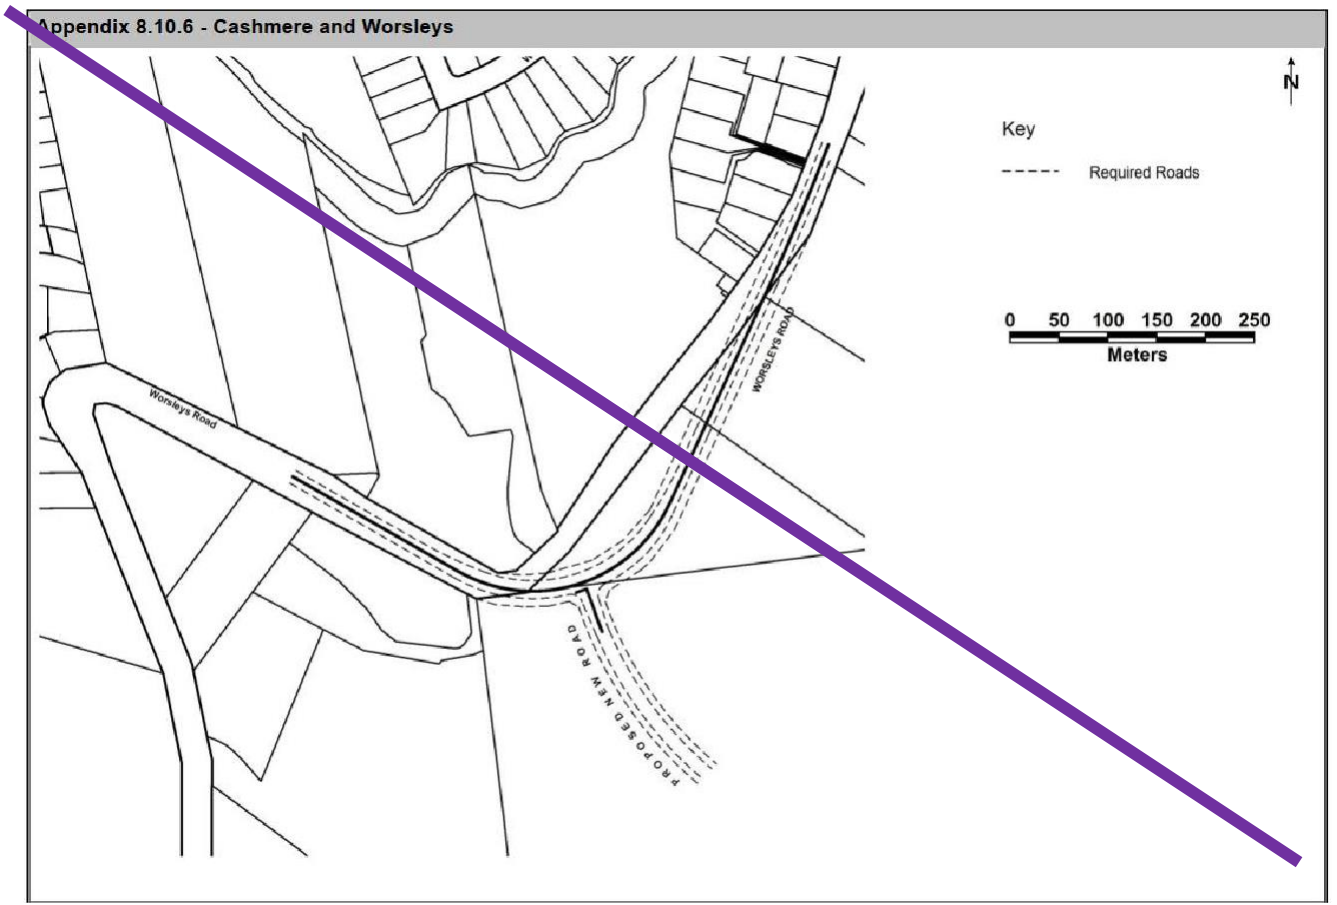 Appendix 8.10.6 - Cashmere and Worsleys
N
Key
Required Roads
0 50 100 150 200 250
Meters
WORSLEYS ROAD
Worsleys Road
PROPOSED NEW ROAD